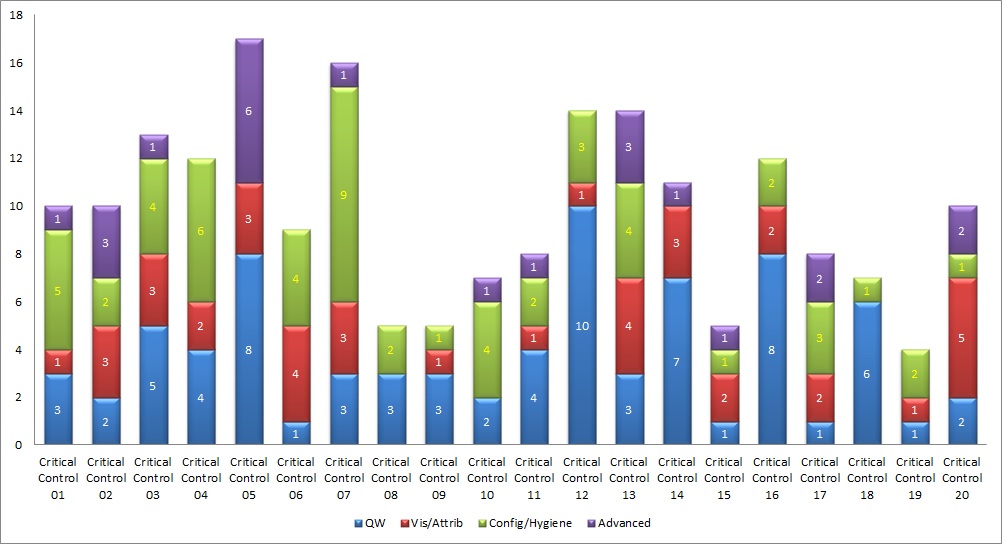 18
16
14
12
10
8
6
4
2
0
1 5 1 3
3 2 3 2
1 4 3 5
6 2 4
6 3 8
4 4 1
1 9 3 3
2 3
1 1 3
1 4 2
1 2 1 4
3 1 10
3 4 4 3
1 3 7
1 1 2 1
2 2 8
2 3 2 1
1 6
2 1 1
2 1 5 2
Critical Control 01
Critical Control 02
Critical Control 03
Critical Control 04
Critical Control 05
Critical Control 06
Critical Control 07
Critical Control 08
Critical Control 09
Critical Control 10
Critical Control 11
Critical Control 12
Critical Control 13
Critical Control 14
Critical Control 15
Critical Control 16
Critical Control 17
Critical Control 18
Critical Control 19
Critical Control 20
QW Vis/Attrib Config/Hygiene Advanced